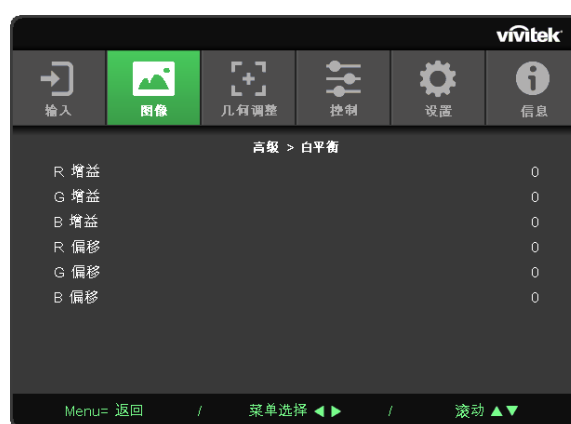 vivitek
输入 图像 几何调整 控制 设置 信息
高级 > 白平衡
R 增益 0
G 增益 0
B 增益 0
R 偏移 0
G 偏移 0
B 偏移 0
Menu= 返回 / 菜单选择 ◀ ▶ / 滚动 ▲▼